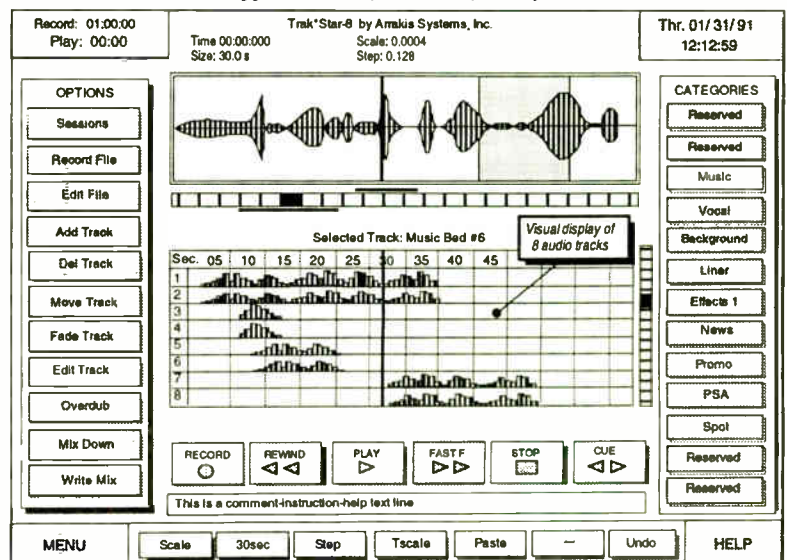 Record: 01:00:00
Play: 00:00
Trak*Star-8 by Arrakis Systems, Inc.
Time 00:00:000
Scale: 0.0004
Size: 30.0 s
Step: 0.128
Thr. 01/31/91
12:12:59
OPTIONS
Sessions
Record File
Edit File
Add Track
Del Track
Move Track
Fade Track
Edit Track
Overdub
Mix Down
Write Mix
Selected Track: Music Bed #6
Visual display of
8 audio tracks
Sec. 05 10 15 20 25 30 35 40 45
1
2
3
4
5
6
7
8
RECORD
REWIND
PLAY
FAST F
STOP
CUE
This is a comment-instruction-help text line
CATEGORIES
Reserved
Reserved
Music
Vocal
Background
Liner
Effects 1
News
Promo
PSA
Spot
Reserved
Reserved
MENU
Scale
30sec
Step
Tscale
Paste
—
Undo
HELP